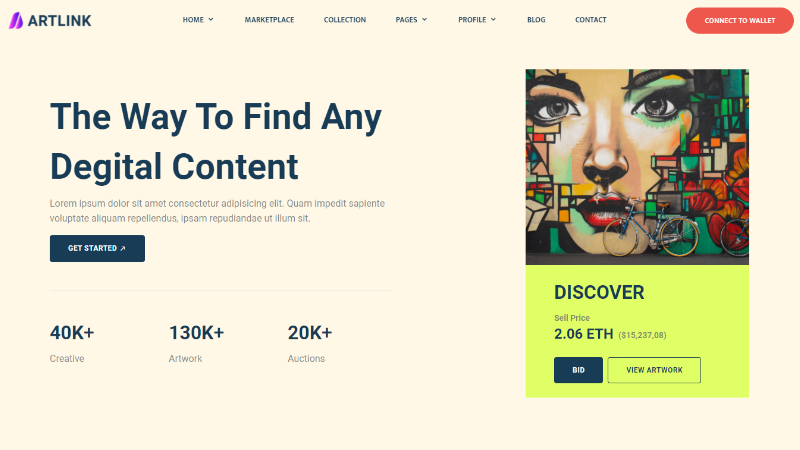 ARTLINK
HOME
MARKETPLACE
COLLECTION
PAGES
PROFILE
BLOG
CONTACT
CONNECT TO WALLET
The Way To Find Any
Degital Content
Lorem ipsum dolor sit amet consectetur adipisicing elit. Quam impedit sapiente
voluptate aliquam repellendus, ipsam repudiandae ut illum sit.
GET STARTED ↗
40K+
Creative
130K+
Artwork
20K+
Auctions
DISCOVER
Sell Price
2.06 ETH ($15,237,08)
BID
VIEW ARTWORK